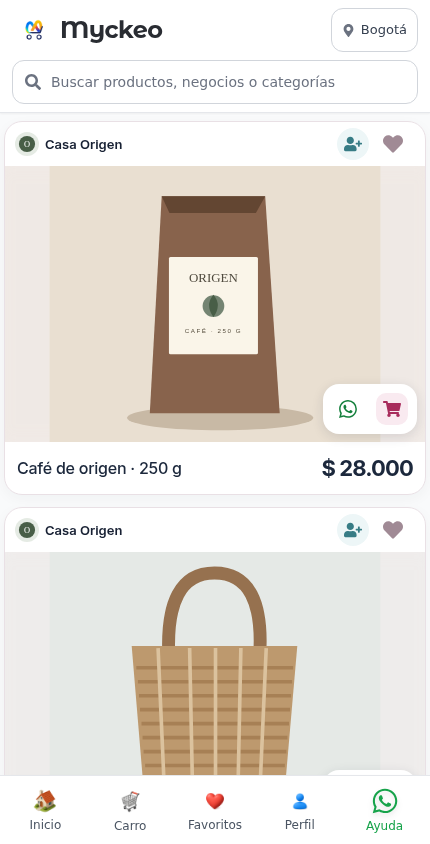 Myckeo
Bogotá
Buscar productos, negocios o categorías
O Casa Origen
ORIGEN
CAFÉ · 250 G
Café de origen · 250 g
$ 28.000
O Casa Origen
Inicio
Carro
Favoritos
Perfil
Ayuda